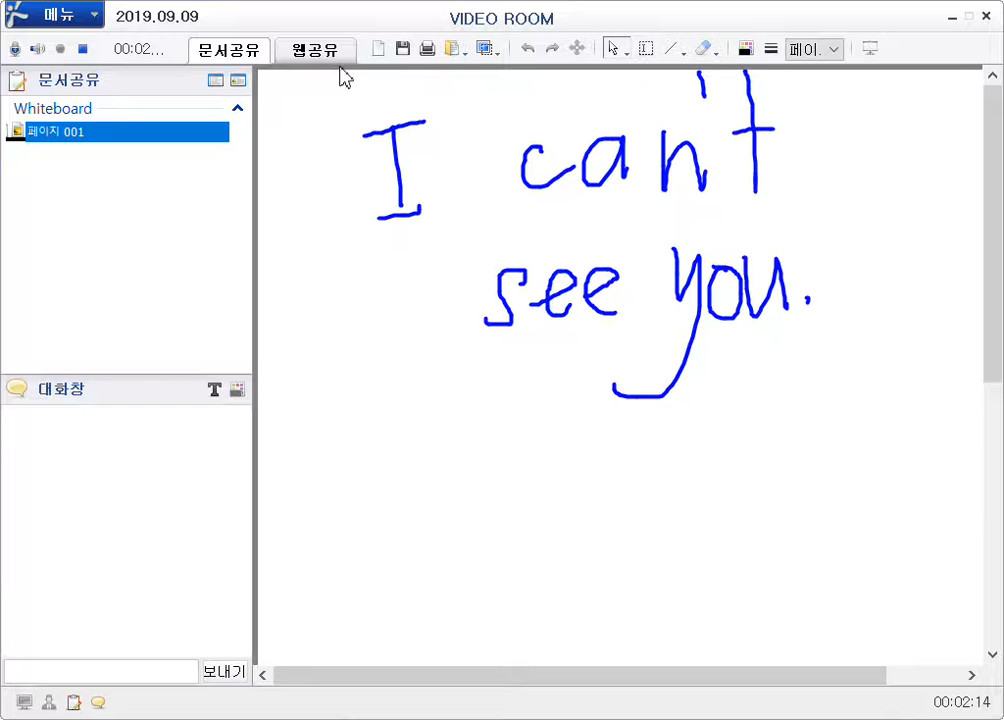 메뉴 2019.09.09 VIDEO ROOM
00:02... 문서공유 웹공유 페이.
문서공유
Whiteboard
페이지 001
I can't
see you.
대화창 T
보내기
00:02:14